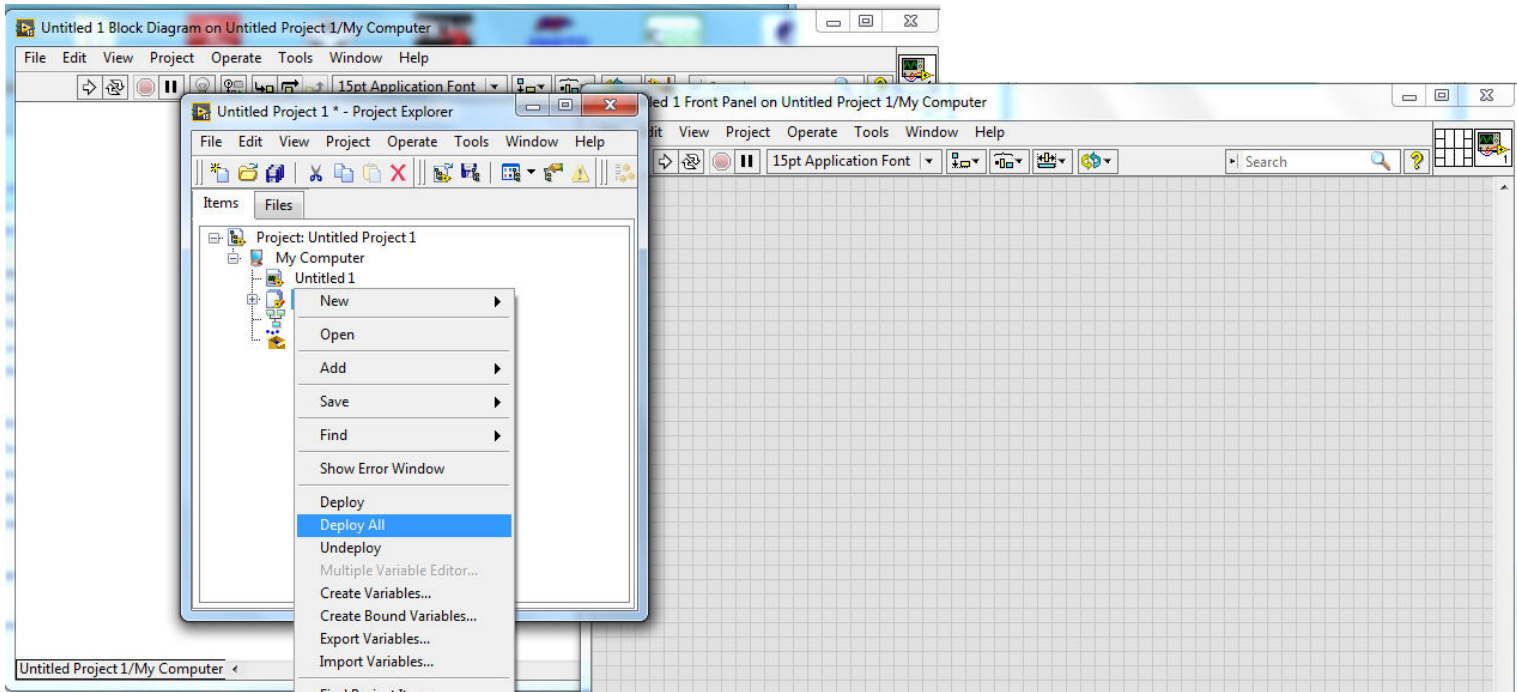 Untitled 1 Block Diagram on Untitled Project 1/My Computer
File Edit View Project Operate Tools Window Help
15pt Application Font
Untitled Project 1 * - Project Explorer
File Edit View Project Operate Tools Window Help
Items Files
Project: Untitled Project 1
My Computer
Untitled 1
New
Open
Add
Save
Find
Show Error Window
Deploy
Deploy All
Undeploy
Multiple Variable Editor...
Create Variables...
Create Bound Variables...
Export Variables...
Import Variables...
Untitled Project 1/My Computer
1 Front Panel on Untitled Project 1/My Computer
View Project Operate Tools Window Help
15pt Application Font
Search
1